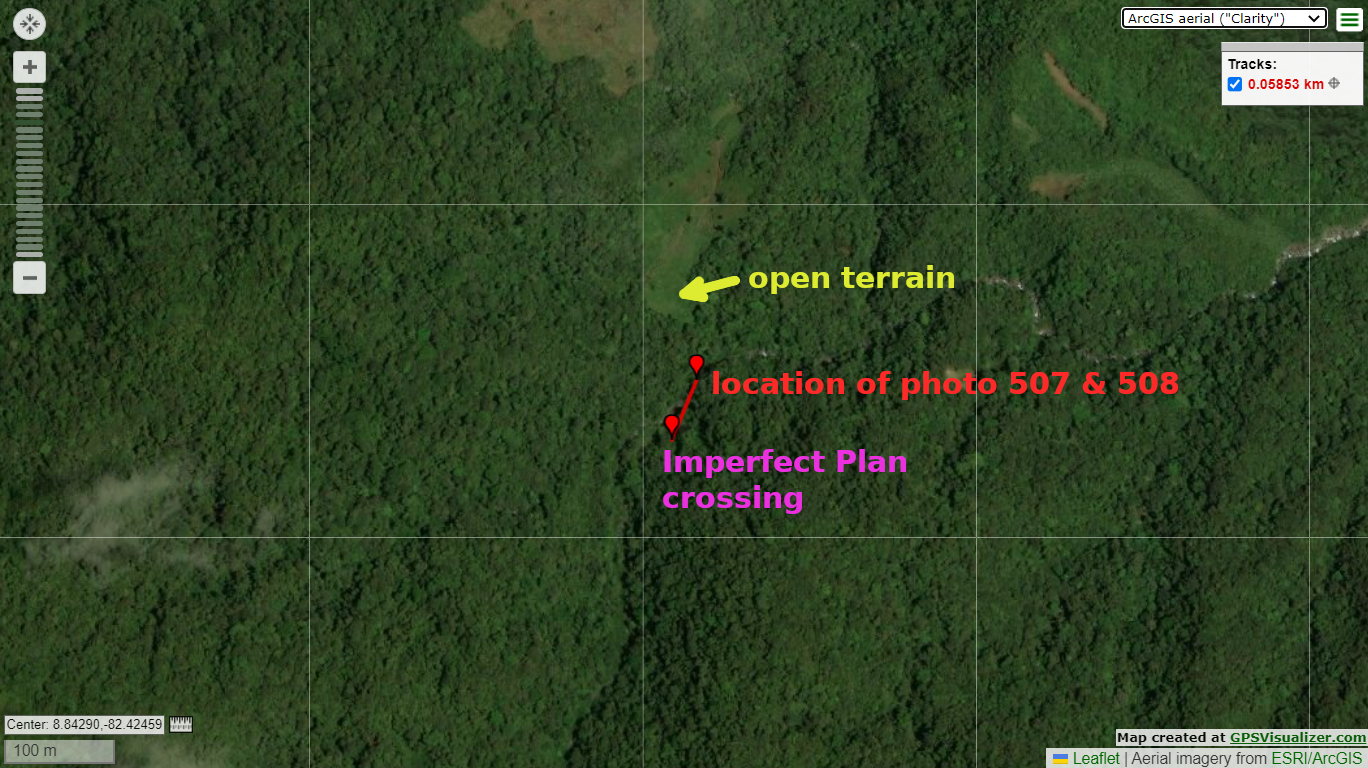 ArcGIS aerial ("Clarity")
Tracks:
0.05853 km
open terrain
location of photo 507 & 508
Imperfect Plan
crossing
Center: 8.84290,-82.42459
100 m
Map created at GPSVisualizer.com
Leaflet | Aerial imagery from ESRI/ArcGIS